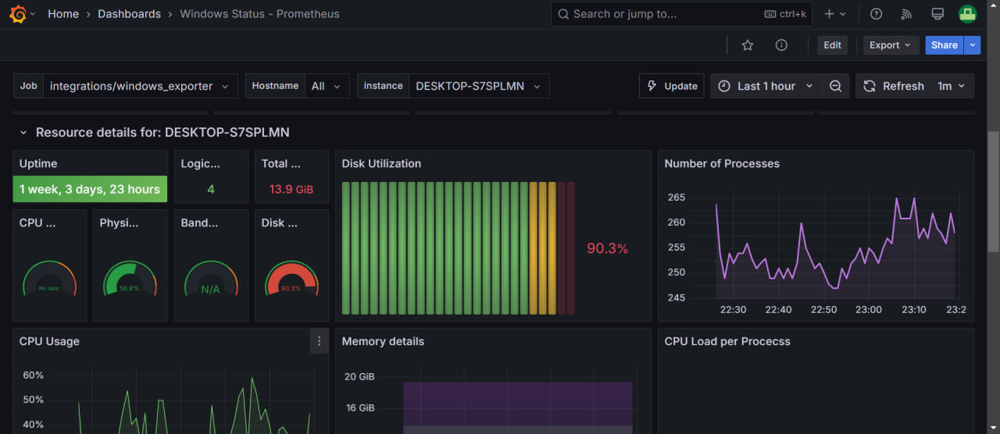 Home › Dashboards › Windows Status - Prometheus
Search or jump to...
ctrl+k
Edit
Export
Share
Job
integrations/windows_exporter
Hostname
All
instance
DESKTOP-S7SPLMN
Update
Last 1 hour
Refresh
1m
Resource details for: DESKTOP-S7SPLMN
Uptime
1 week, 3 days, 23 hours
Logic...
4
Total ...
13.9 GiB
CPU ...
No data
Physi...
56.8%
Band...
N/A
Disk ...
90.3%
Disk Utilization
90.3%
Number of Processes
265
260
255
250
245
22:30
22:40
22:50
23:00
23:10
23:2
CPU Usage
60%
50%
40%
Memory details
20 GiB
16 GiB
CPU Load per Procecss